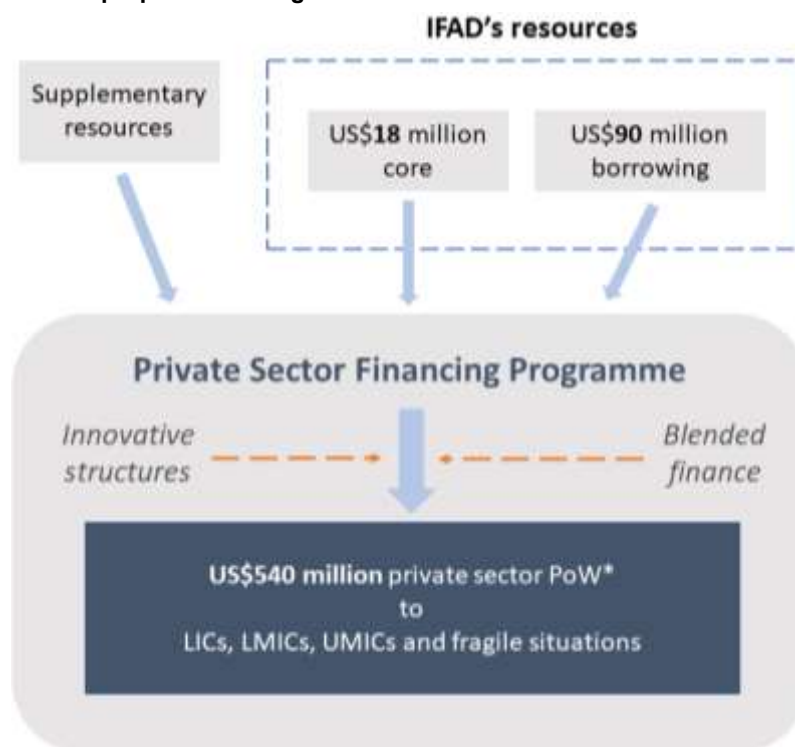 IFAD's resources
Supplementary
resources
US$18 million
core
US$90 million
borrowing
Private Sector Financing Programme
Innovative
structures
Blended
finance
US$540 million private sector PoW*
to
LICs, LMICs, UMICs and fragile situations